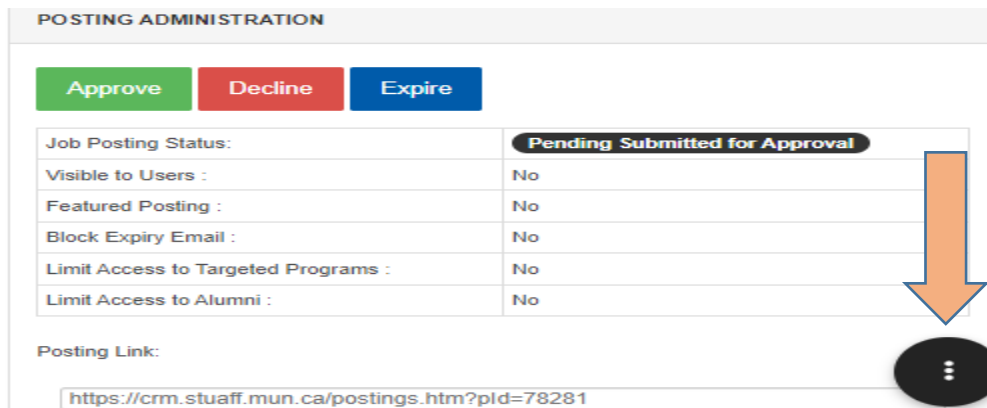 POSTING ADMINISTRATION
Approve Decline Expire
Job Posting Status: Pending Submitted for Approval
Visible to Users : No
Featured Posting : No
Block Expiry Email : No
Limit Access to Targeted Programs : No
Limit Access to Alumni : No
Posting Link:
https://crm.stuaff.mun.ca/postings.htm?pId=78281